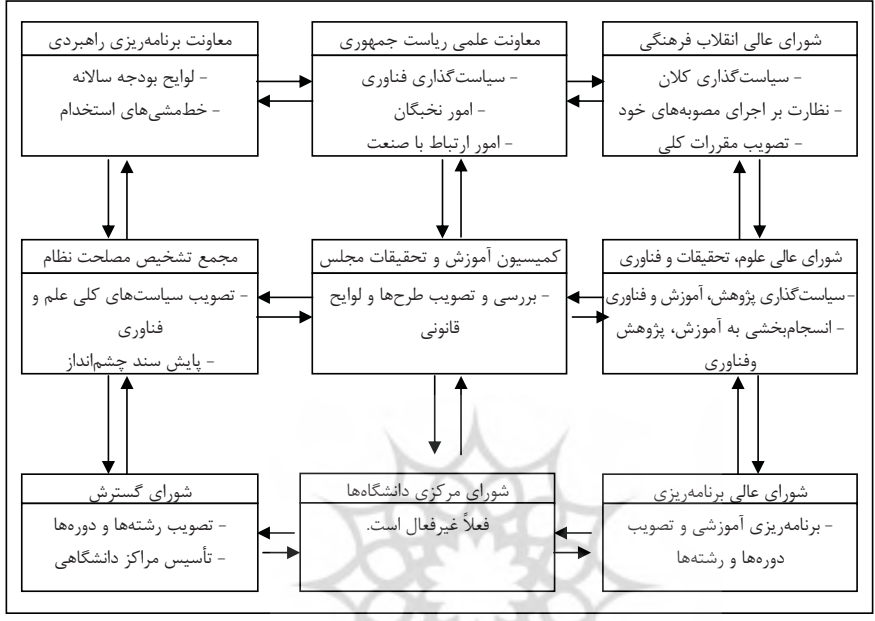 شورای عالی انقلاب فرهنگی
- سیاست‌گذاری کلان
- نظارت بر اجرای مصوبه‌های خود
- تصویب مقررات کلی
معاونت علمی ریاست جمهوری
- سیاست‌گذاری فناوری
- امور نخبگان
- امور ارتباط با صنعت
معاونت برنامه‌ریزی راهبردی
- لوایح بودجه سالانه
- خط‌مشی‌های استخدام
شورای عالی علوم، تحقیقات و فناوری
- سیاست‌گذاری پژوهش، آموزش و فناوری
- انسجام‌بخشی به آموزش، پژوهش
وفناوری
کمیسیون آموزش و تحقیقات مجلس
- بررسی و تصویب طرح‌ها و لوایح
قانونی
مجمع تشخیص مصلحت نظام
- تصویب سیاست‌های کلی علم و
فناوری
- پایش سند چشم‌انداز
شورای عالی برنامه‌ریزی
- برنامه‌ریزی آموزشی و تصویب
دوره‌ها و رشته‌ها
شورای مرکزی دانشگاه‌ها
فعلاً غیرفعال است.
شورای گسترش
- تصویب رشته‌ها و دوره‌ها
- تأسیس مراکز دانشگاهی